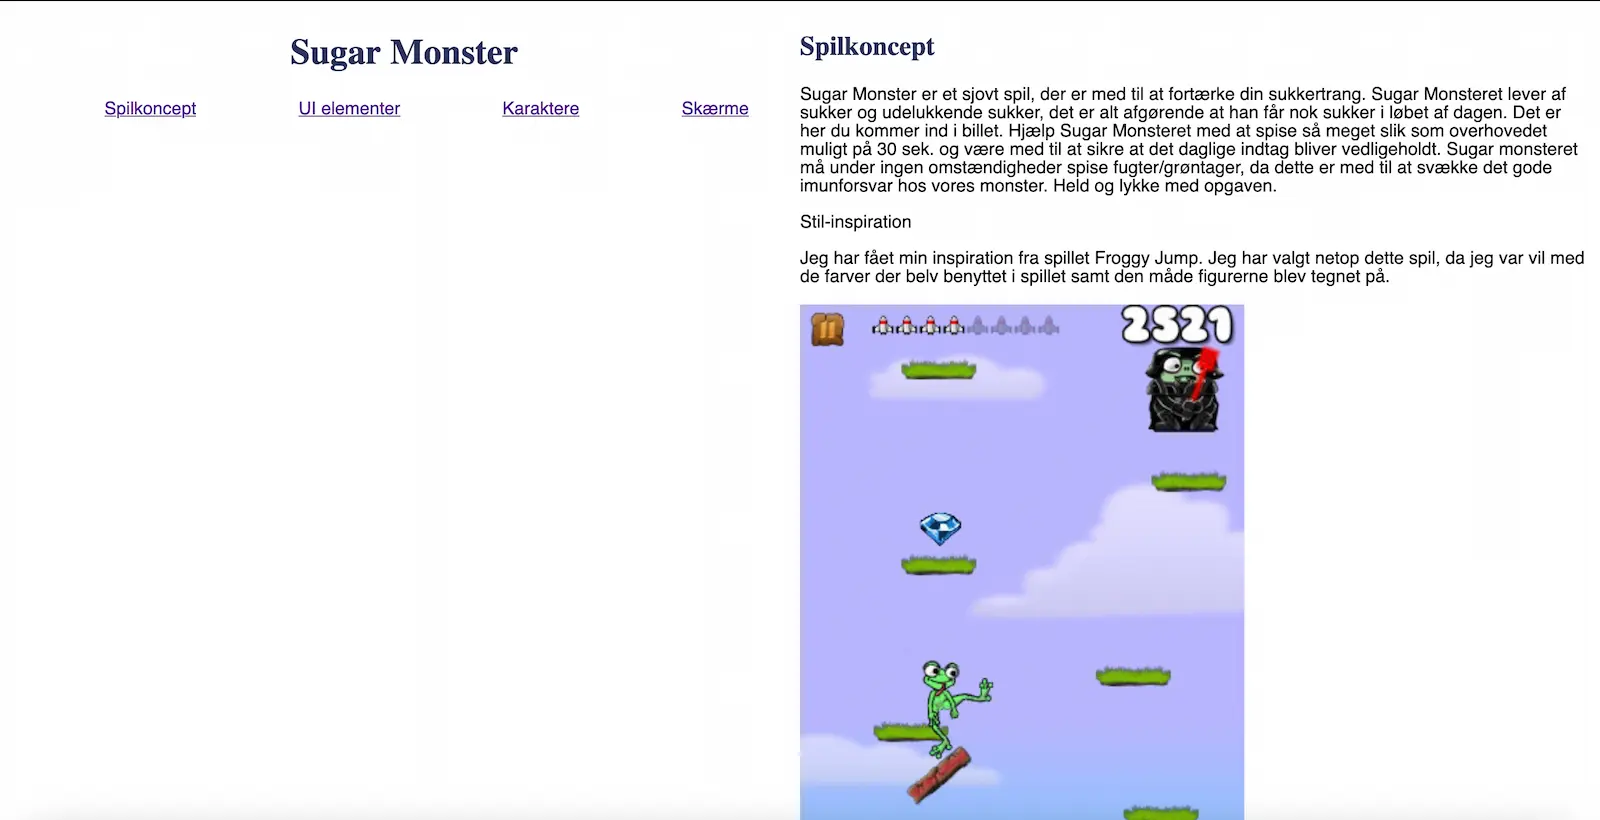 Sugar Monster
Spilkoncept UI elementer Karaktere Skærme
Spilkoncept
Sugar Monster er et sjovt spil, der er med til at fortærke din sukkertrang. Sugar Monsteret lever af
sukker og udelukkende sukker, det er alt afgørende at han får nok sukker i løbet af dagen. Det er
her du kommer ind i billet. Hjælp Sugar Monsteret med at spise så meget slik som overhovedet
muligt på 30 sek. og være med til at sikre at det daglige indtag bliver vedligeholdt. Sugar monsteret
må under ingen omstændigheder spise fugter/grøntager, da dette er med til at svække det gode
imunforsvar hos vores monster. Held og lykke med opgaven.
Stil-inspiration
Jeg har fået min inspiration fra spillet Froggy Jump. Jeg har valgt netop dette spil, da jeg var vil med
de farver der belv benyttet i spillet samt den måde figurerne blev tegnet på.
2521